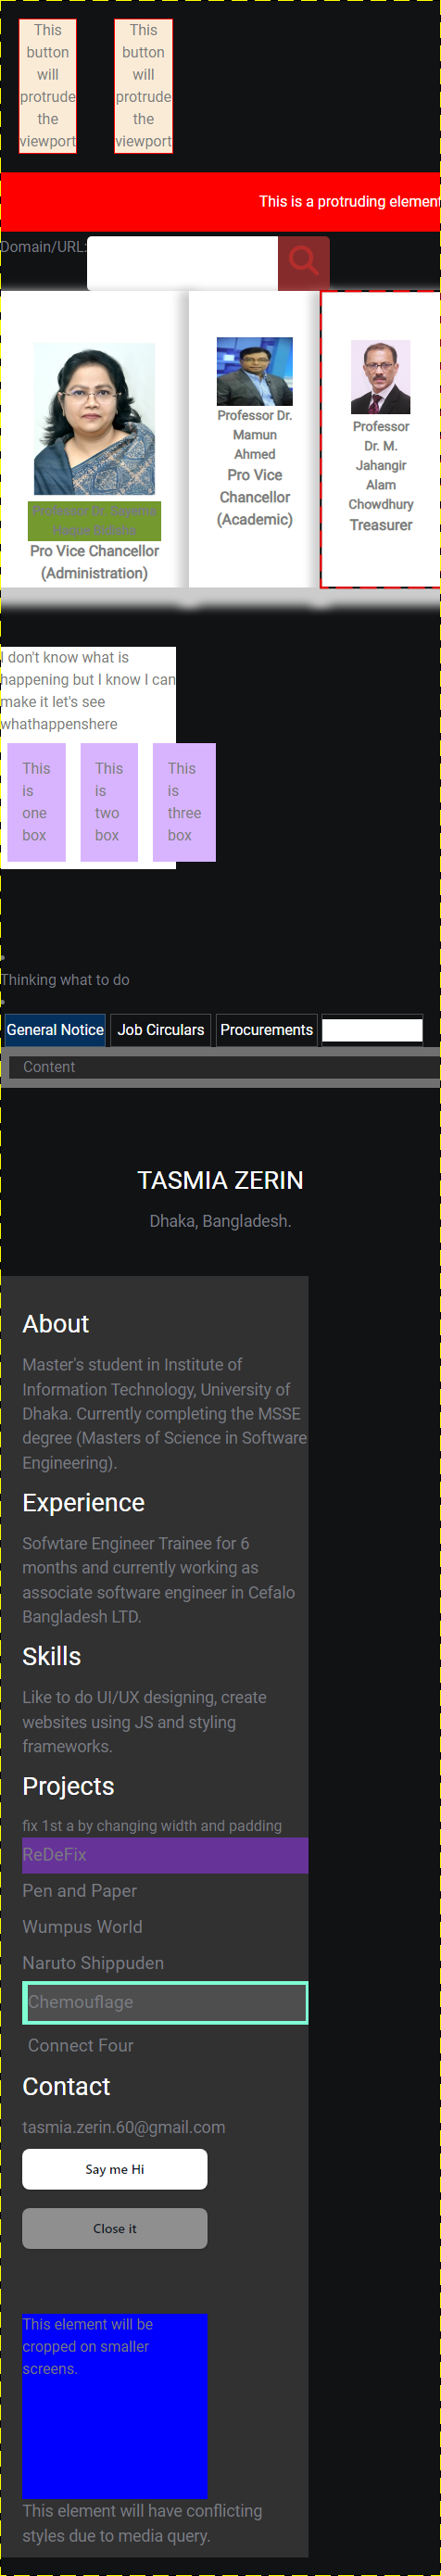 This
button
will
protrude
the
viewport
This
button
will
protrude
the
viewport
This is a protruding element
Domain/URL:
Professor Dr. Sayema
Haque Bidisha
Pro Vice Chancellor
(Administration)
Professor Dr.
Mamun
Ahmed
Pro Vice
Chancellor
(Academic)
Professor
Dr. M.
Jahangir
Alam
Chowdhury
Treasurer
I don't know what is
happening but I know I can
make it let's see
whathappenshere
This
is
one
box
This
is
two
box
This
is
three
box
Thinking what to do
General Notice
Job Circulars
Procurements
Content
TASMIA ZERIN
Dhaka, Bangladesh.
About
Master's student in Institute of
Information Technology, University of
Dhaka. Currently completing the MSSE
degree (Masters of Science in Software
Engineering).
Experience
Sofwtare Engineer Trainee for 6
months and currently working as
associate software engineer in Cefalo
Bangladesh LTD.
Skills
Like to do UI/UX designing, create
websites using JS and styling
frameworks.
Projects
fix 1st a by changing width and padding
ReDeFix
Pen and Paper
Wumpus World
Naruto Shippuden
Chemouflage
Connect Four
Contact
tasmia.zerin.60@gmail.com
Say me Hi
Close it
This element will be
cropped on smaller
screens.
This element will have conflicting
styles due to media query.